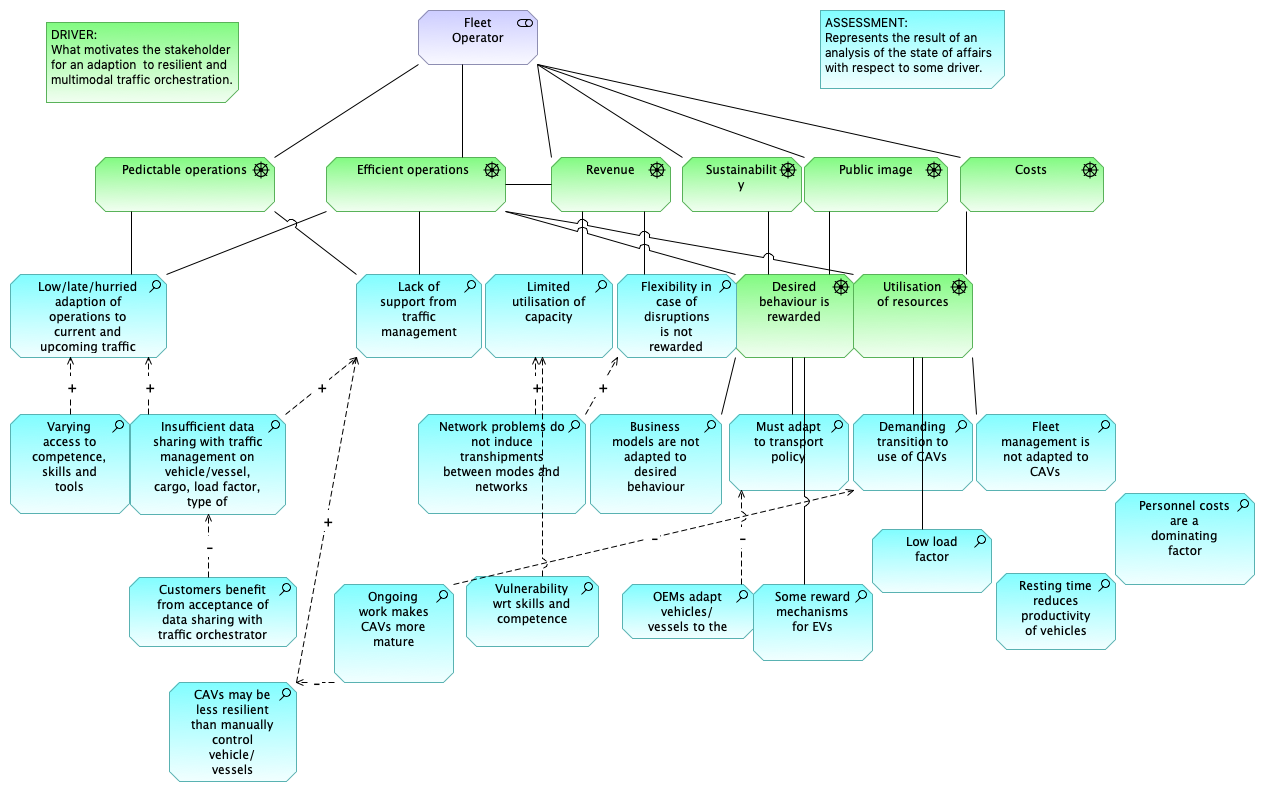 DRIVER:
What motivates the stakeholder
for an adaption  to resilient and
multimodal traffic orchestration.
Fleet
Operator
ASSESSMENT:
Represents the result of an
analysis of the state of affairs
with respect to some driver.
Pedictable operations
Efficient operations
Revenue
Sustainabilit
y
Public image
Costs
Low/late/hurried
adaption of
operations to
current and
upcoming traffic
Lack of
support from
traffic
management
Limited
utilisation of
capacity
Flexibility in
case of
disruptions
is not
rewarded
Desired
behaviour is
rewarded
Utilisation
of resources
+
+
+
+
+
Varying
access to
competence,
skills and
tools
Insufficient data
sharing with traffic
management on
vehicle/vessel,
cargo, load factor,
type of
Network problems do
not induce
transhipments
between modes and
networks
Business
models are not
adapted to
desired
behaviour
Must adapt
to transport
policy
Demanding
transition to
use of CAVs
Fleet
management is
not adapted to
CAVs
Personnel costs
are a
dominating
factor
+
-
-
-
Low load
factor
Customers benefit
from acceptance of
data sharing with
traffic orchestrator
Ongoing
work makes
CAVs more
mature
Vulnerability
wrt skills and
competence
OEMs adapt
vehicles/
vessels to the
Some reward
mechanisms
for EVs
Resting time
reduces
productivity
of vehicles
-
CAVs may be
less resilient
than manually
control
vehicle/
vessels